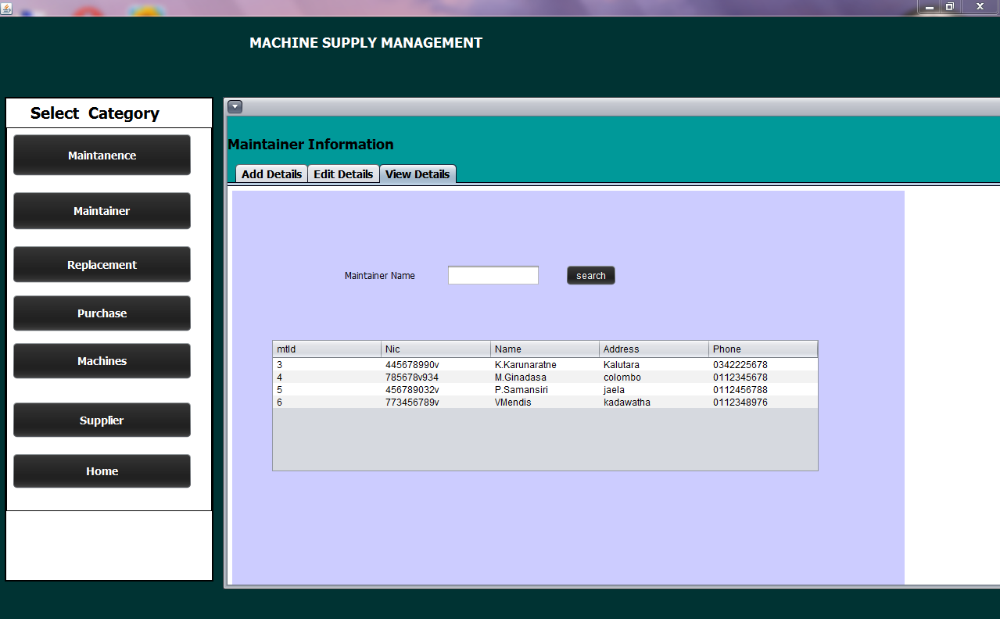 MACHINE SUPPLY MANAGEMENT
Select Category
Maintanence
Maintainer
Replacement
Purchase
Machines
Supplier
Home
Maintainer Information
Add Details Edit Details View Details
Maintainer Name search
mtId Nic Name Address Phone
3 445678990v K.Karunaratne Kalutara 0342225678
4 785678v934 M.Ginadasa colombo 0112345678
5 456789032v P.Samansiri jaela 0112456788
6 773456789v VMendis kadawatha 0112348976